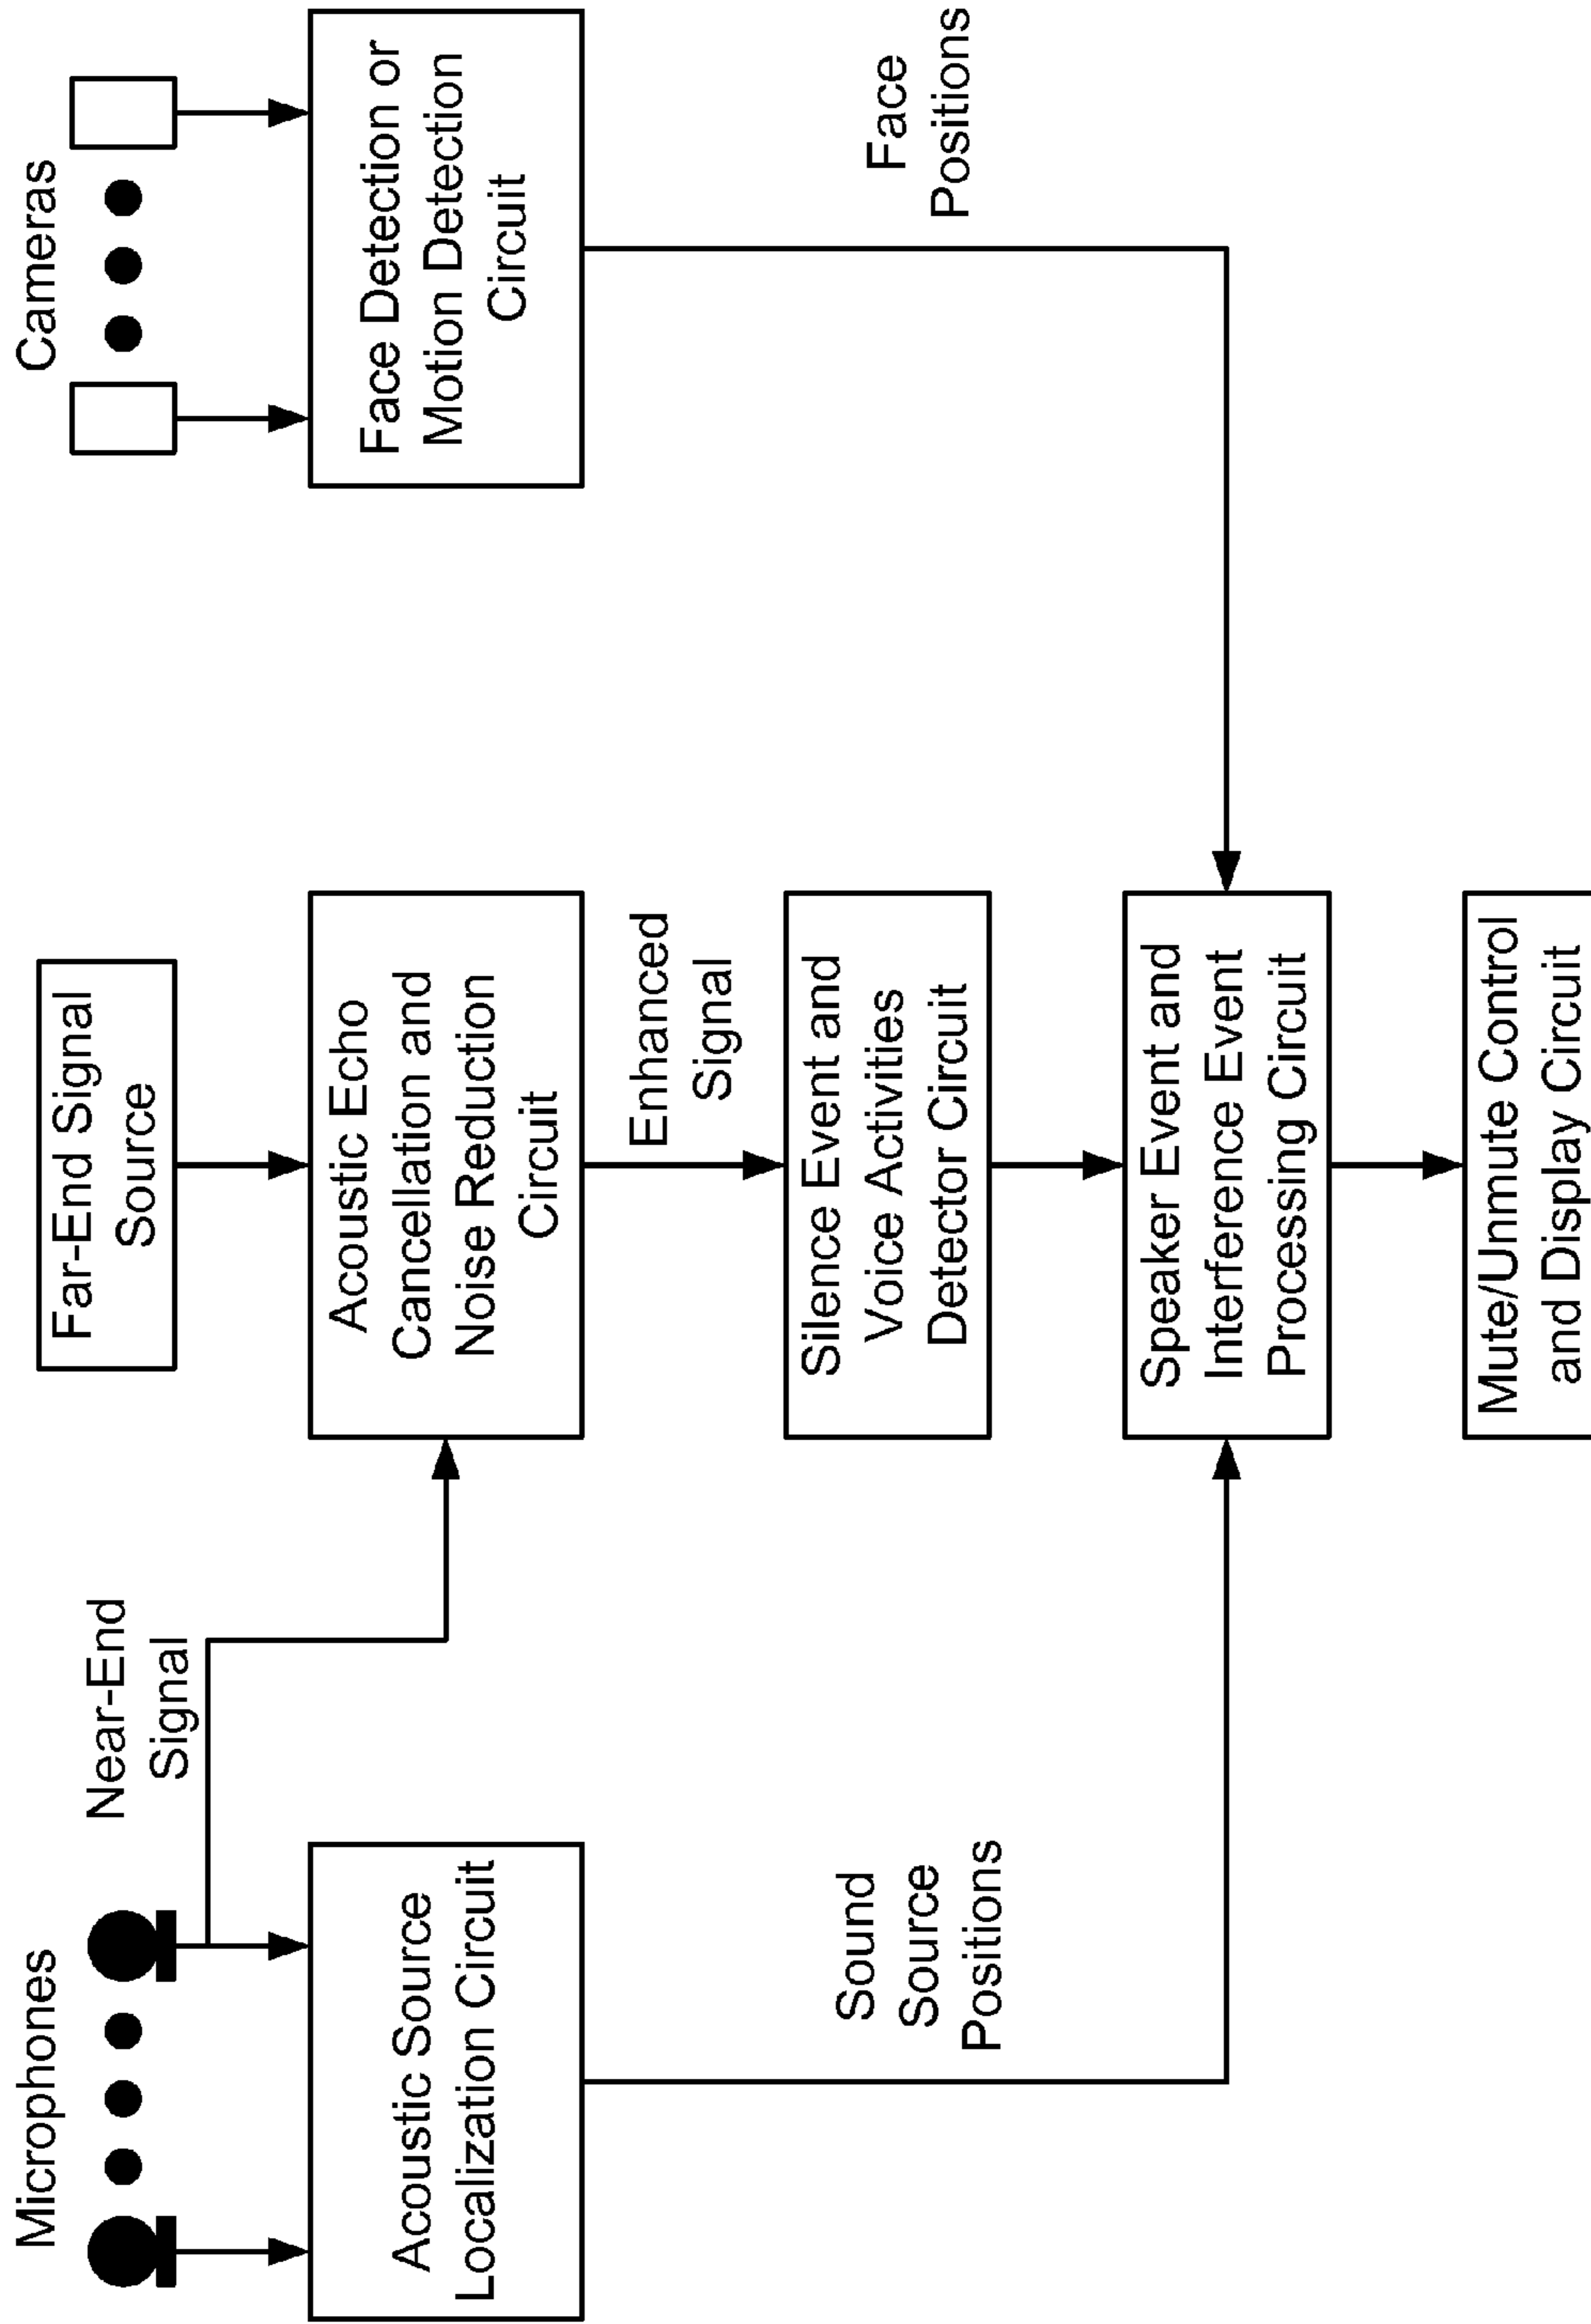 Microphones
Near-End
Signal
Far-End Signal
Source
Cameras
Acoustic Source
Localization Circuit
Acoustic Echo
Cancellation and
Noise Reduction
Circuit
Face Detection or
Motion Detection
Circuit
Enhanced
Signal
Sound
Source
Positions
Silence Event and
Voice Activities
Detector Circuit
Face
Positions
Speaker Event and
Interference Event
Processing Circuit
Mute/Unmute Control
and Display Circuit